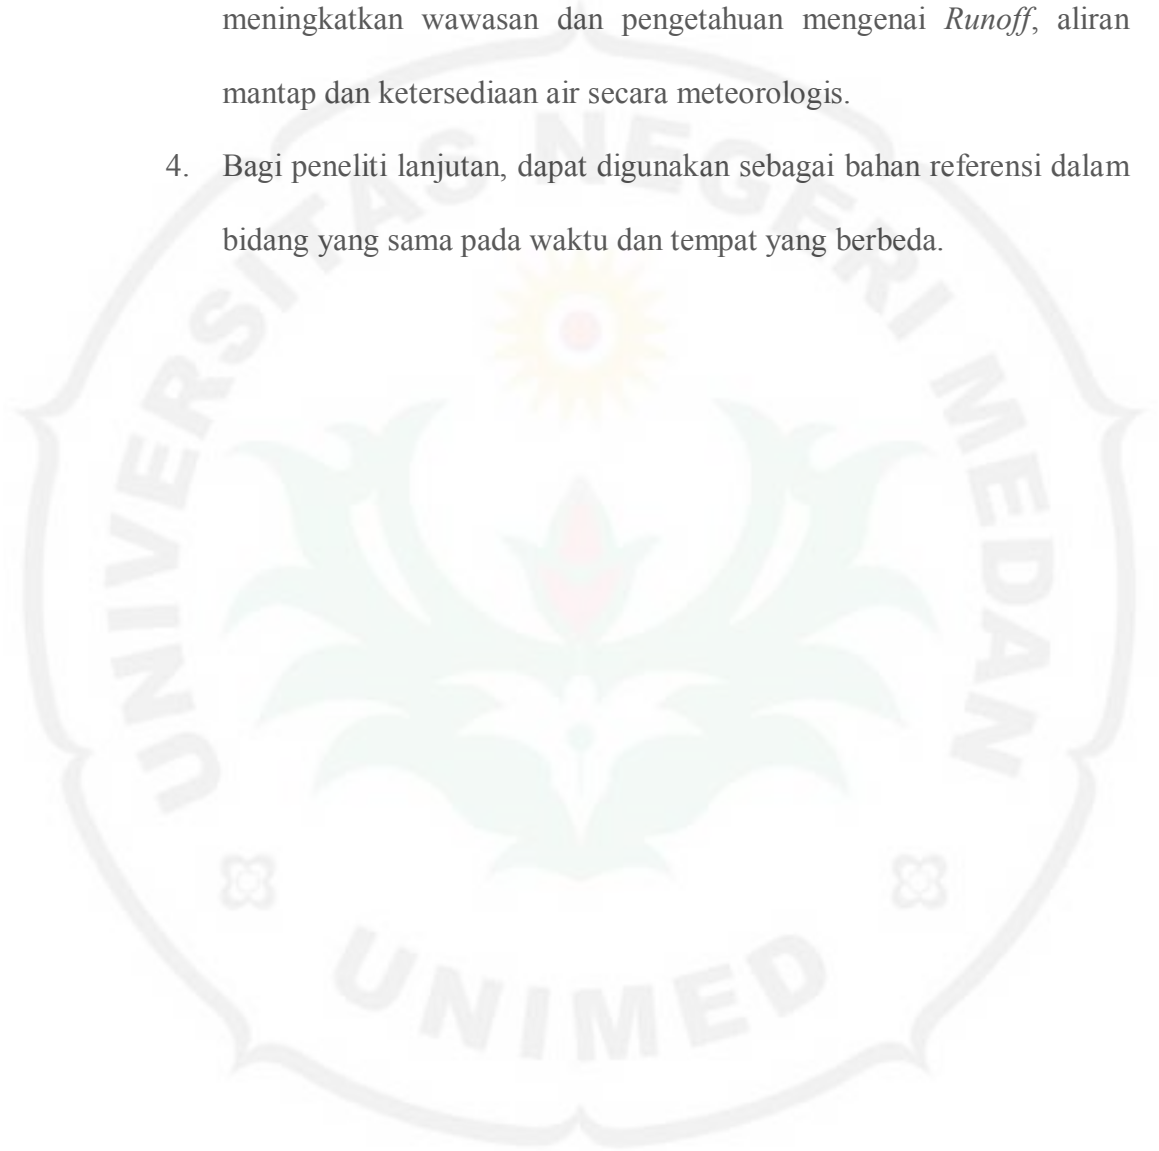 meningkatkan wawasan dan pengetahuan mengenai Runoff, aliran
mantap dan ketersediaan air secara meteorologis.
4. Bagi peneliti lanjutan, dapat digunakan sebagai bahan referensi dalam
bidang yang sama pada waktu dan tempat yang berbeda.
UNIVERSITAS NEGERI MEDAN
UNIMED